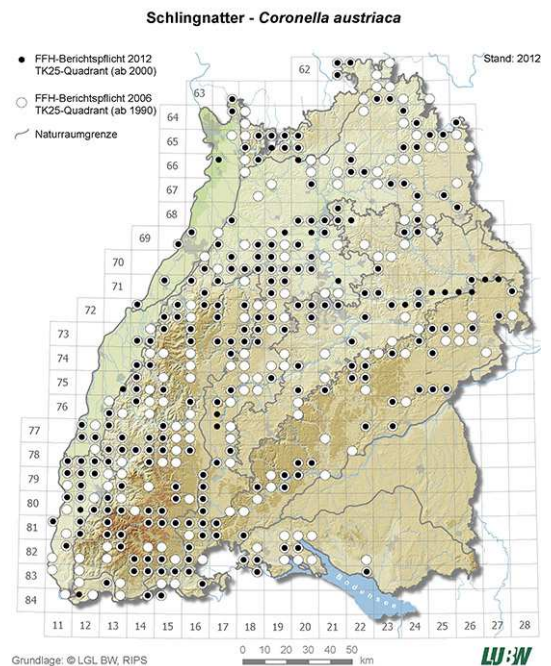 Schlingnatter - Coronella austriaca
FFH-Berichtspflicht 2012
TK25-Quadrant (ab 2000)
FFH-Berichtspflicht 2006
TK25-Quadrant (ab 1990)
Naturraumgrenze
Stand: 2012
62
63
64
65
66
67
68
69
70
71
72
73
74
75
76
77
78
79
80
81
82
83
84
Bodensee
11 12 13 14 15 16 17 18 19 20 21 22 23 24 25 26 27 28
0 10 20 30 40 50
km
Grundlage: © LGL BW, RIPS
LUBW